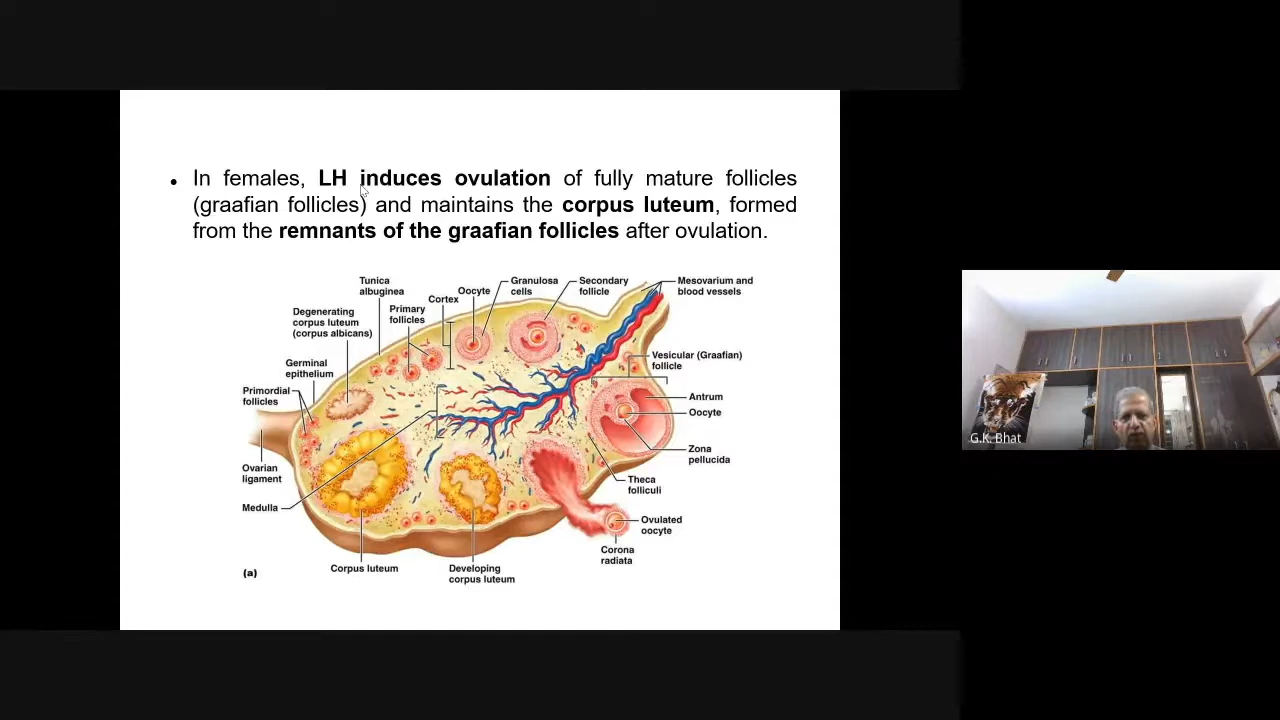 • In females, LH induces ovulation of fully mature follicles
(graafian follicles) and maintains the corpus luteum, formed
from the remnants of the graafian follicles after ovulation.
Tunica
albuginea
Degenerating
corpus luteum
(corpus albicans)
Germinal
epithelium
Primordial
follicles
Primary
follicles
Cortex
Oocyte
Granulosa
cells
Secondary
follicle
Mesovarium and
blood vessels
Vesicular (Graafian)
follicle
Antrum
Oocyte
Zona
pellucida
Theca
folliculi
Ovulated
oocyte
Corona
radiata
Ovarian
ligament
Medulla
Corpus luteum
Developing
corpus luteum
(a)
G.K. Bhat